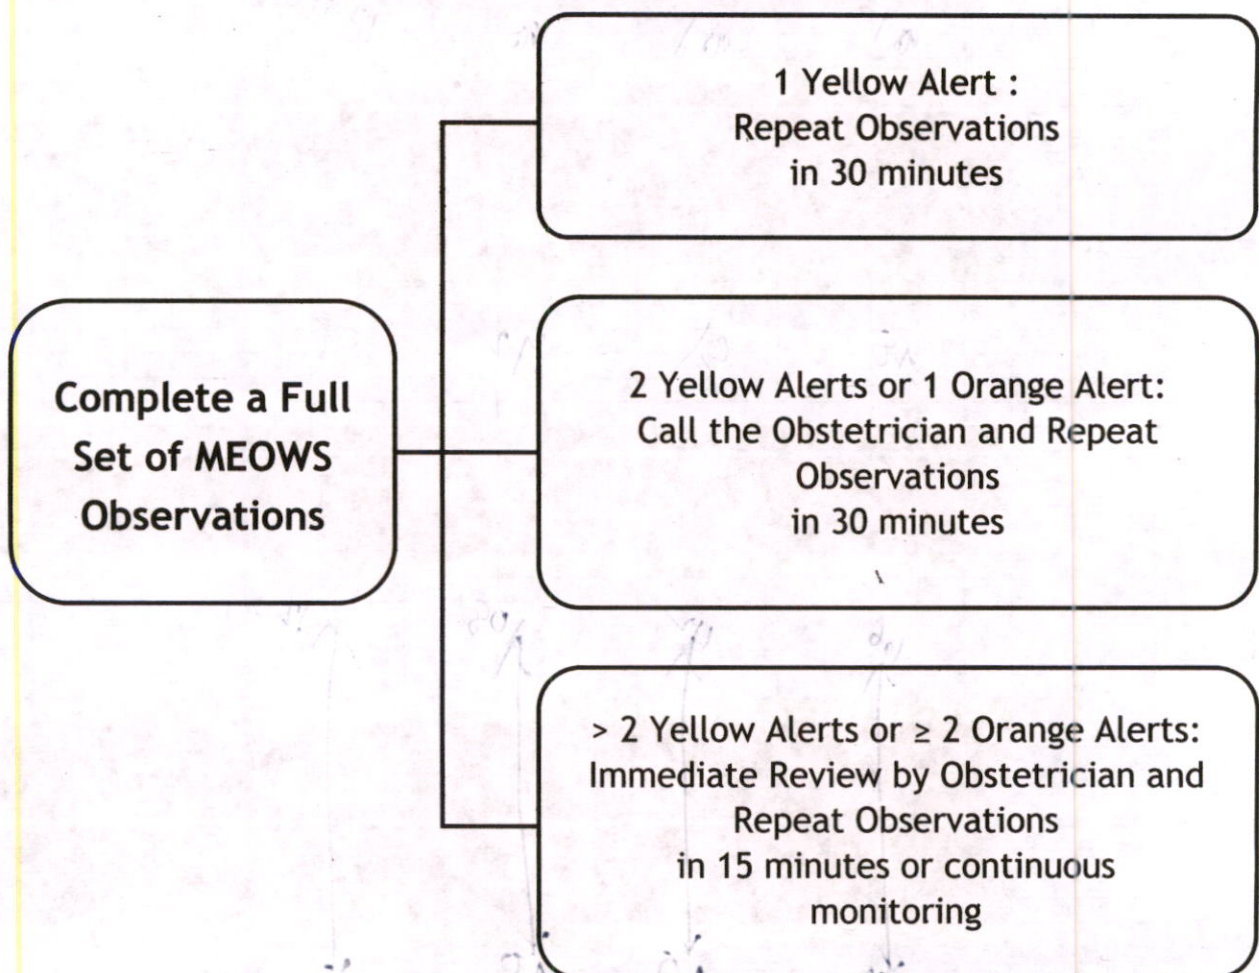 Complete a Full
Set of MEOWS
Observations
1 Yellow Alert :
Repeat Observations
in 30 minutes
2 Yellow Alerts or 1 Orange Alert:
Call the Obstetrician and Repeat
Observations
in 30 minutes
> 2 Yellow Alerts or ≥ 2 Orange Alerts:
Immediate Review by Obstetrician and
Repeat Observations
in 15 minutes or continuous
monitoring